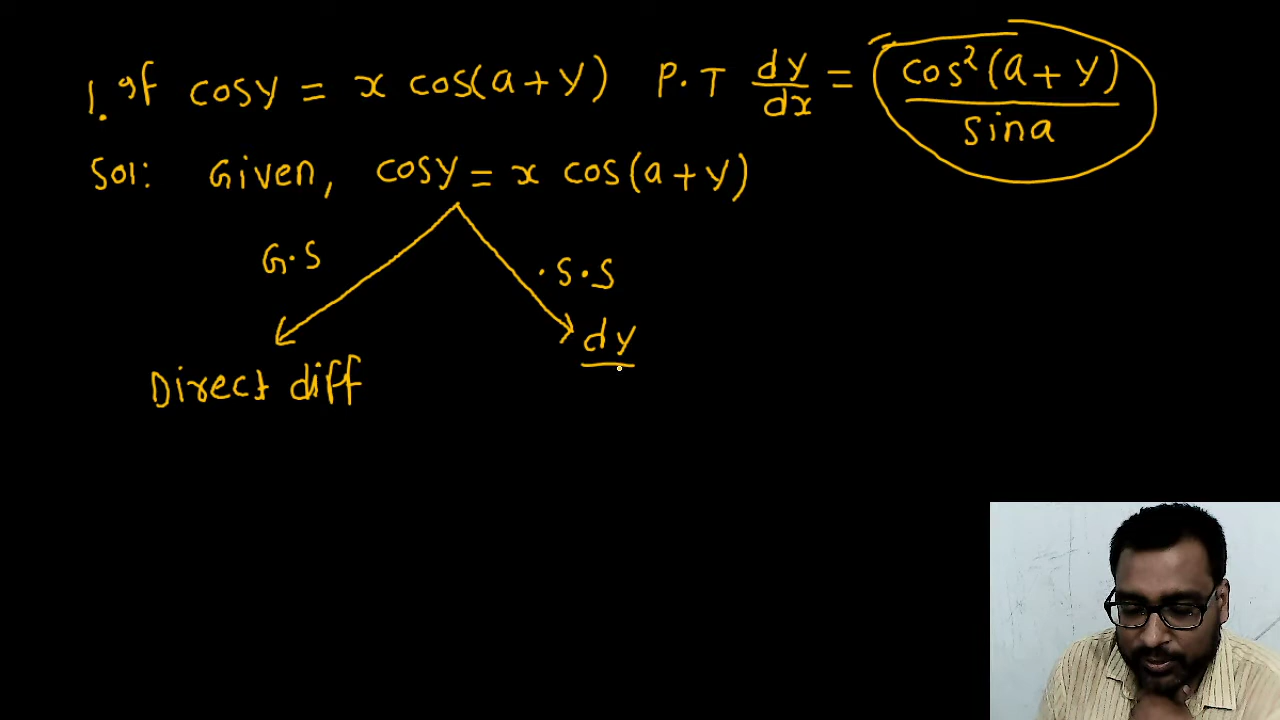 1. If cosy = x cos(a+y) P.T dy/dx = cos²(a+y)/sina
Sol: Given, cosy = x cos(a+y)
G.S
.S.S
dy
Direct diff